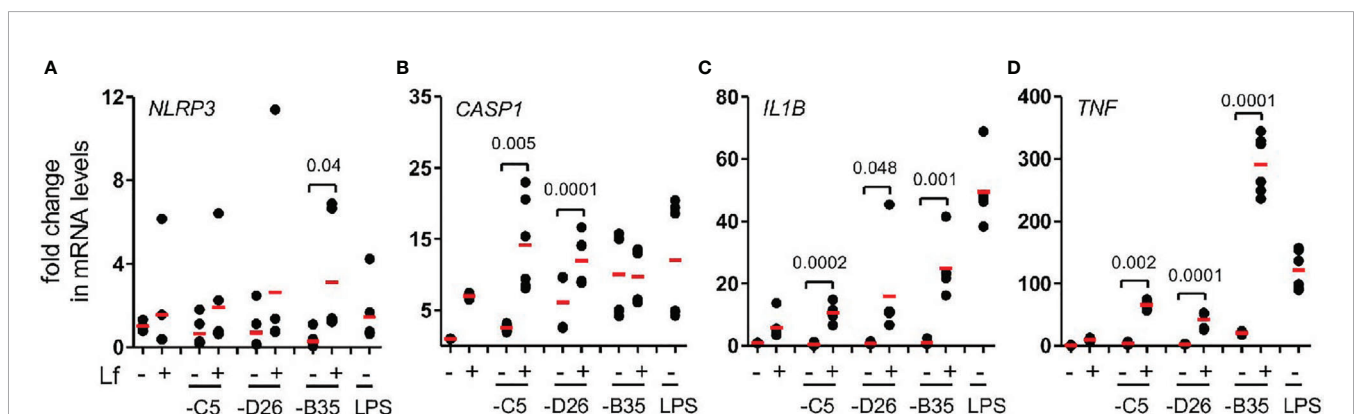 A B C D
12 NLRP3 35 CASP1 80 IL1B 400 TNF
0.0001
0.005 0.048
0.04 0.001
8 25 60 300
0.0001
0.0002 0.002
0.0001
fold change
in mRNA levels
4 15 40 200
20 100
5
0 0 0
Lf - + - + - + - + - - + - + - + - + - - + - + - + - + - - + - + - + - + -
-C5 -D26 -B35 LPS -C5 -D26 -B35 LPS -C5 -D26 -B35 LPS -C5 -D26 -B35 LPS